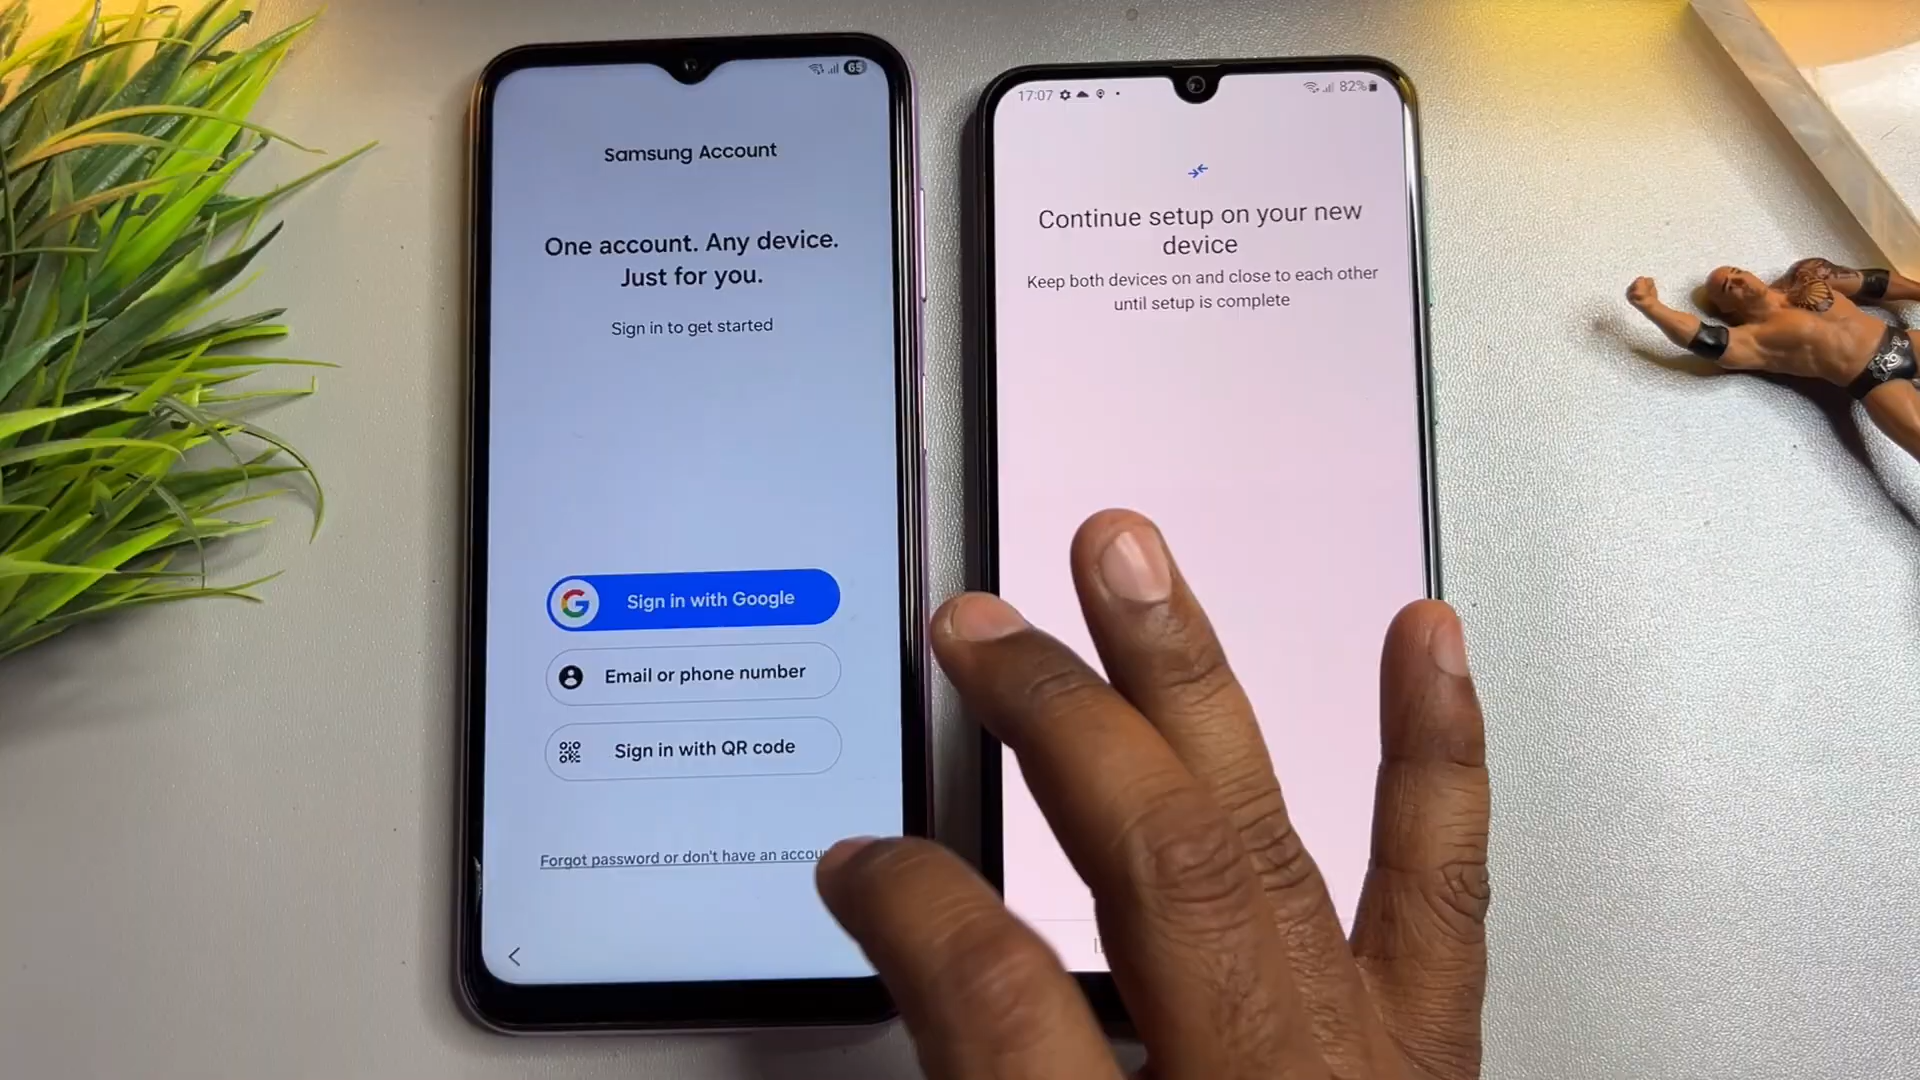 65
Samsung Account
One account. Any device.
Just for you.
Sign in to get started
Sign in with Google
Email or phone number
Sign in with QR code
Forgot password or don't have an accou
17:07
82%
Continue setup on your new
device
Keep both devices on and close to each other
until setup is complete